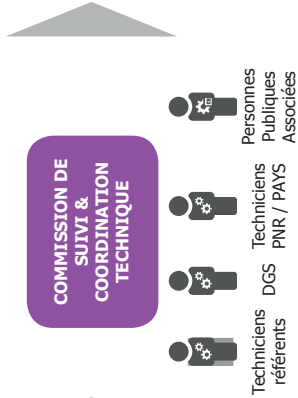 COMMISSION DE
SUIVI &
COORDINATION
TECHNIQUE
Techniciens
référents
DGS
Techniciens
PNR / PAYS
Personnes
Publiques
Associées